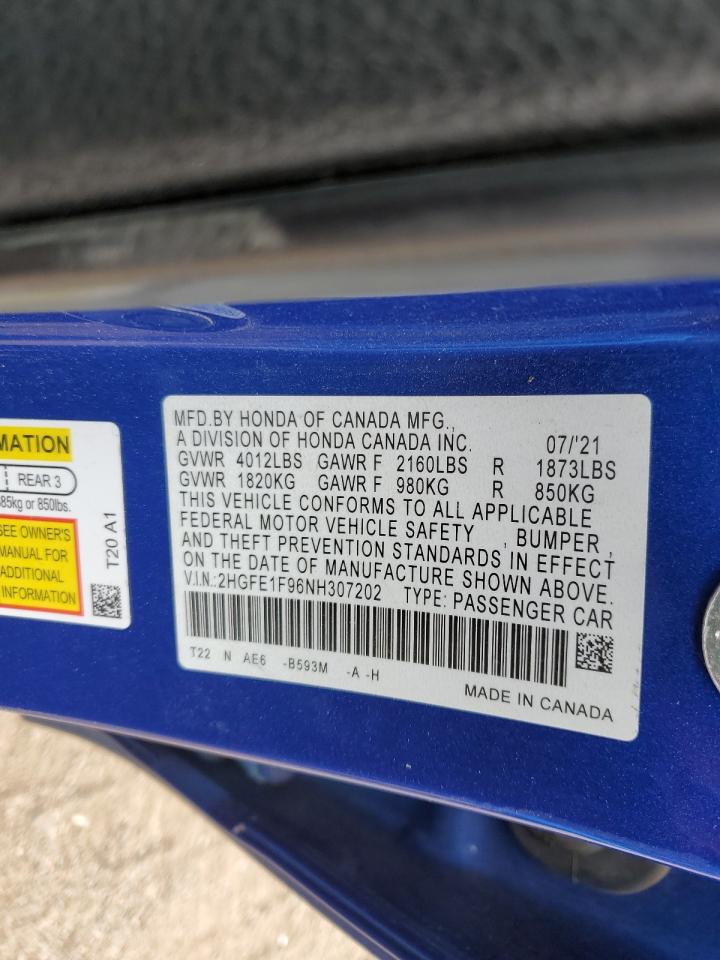 MATION
REAR 3
85kg or 850lbs.
SEE OWNER'S
MANUAL FOR
ADDITIONAL
INFORMATION
T20 A1
MFD.BY HONDA OF CANADA MFG.,
A DIVISION OF HONDA CANADA INC. 07/'21
GVWR 4012LBS GAWR F 2160LBS R 1873LBS
GVWR 1820KG GAWR F 980KG R 850KG
THIS VEHICLE CONFORMS TO ALL APPLICABLE
FEDERAL MOTOR VEHICLE SAFETY , BUMPER ,
AND THEFT PREVENTION STANDARDS IN EFFECT
ON THE DATE OF MANUFACTURE SHOWN ABOVE.
V.I.N.:2HGFE1F96NH307202 TYPE: PASSENGER CAR
T22 N AE6 -B593M -A -H
MADE IN CANADA